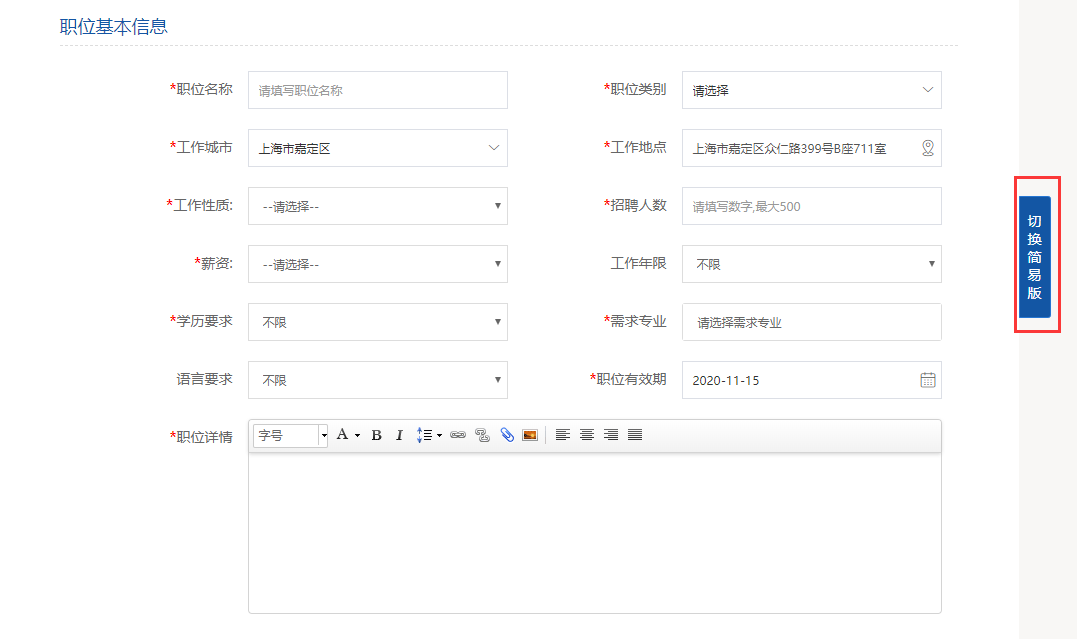 职位基本信息
*职位名称 请填写职位名称 *职位类别 请选择
*工作城市 上海市嘉定区 *工作地点 上海市嘉定区众仁路399号B座711室
*工作性质: --请选择-- *招聘人数 请填写数字,最大500
*薪资: --请选择-- 工作年限 不限
*学历要求 不限 *需求专业 请选择需求专业
语言要求 不限 *职位有效期 2020-11-15
*职位详情 字号 A B I
切换简易版